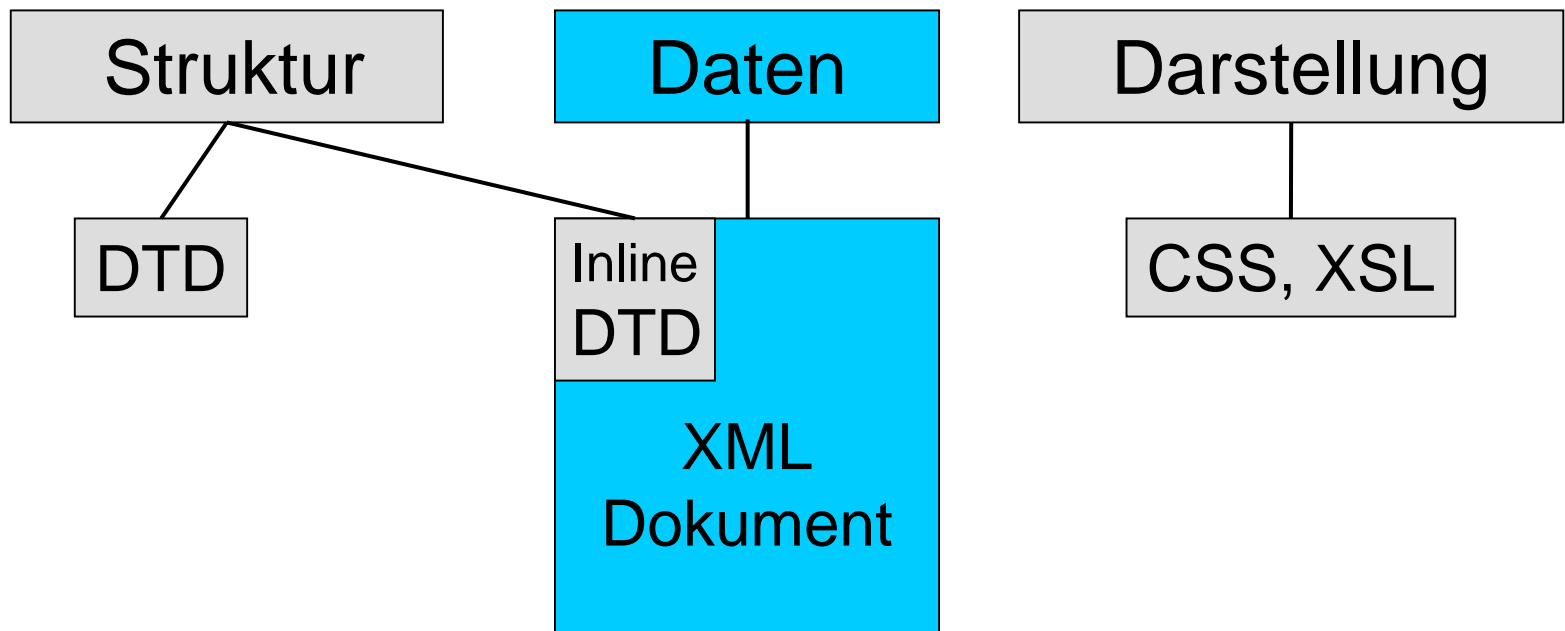 Struktur
Daten
Darstellung
DTD
Inline
DTD
CSS, XSL
XML
Dokument